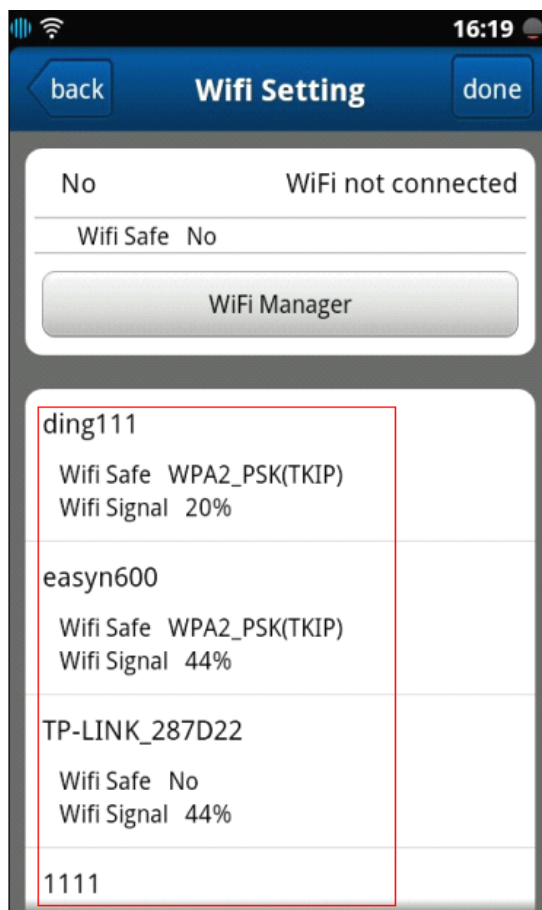 16:19
back Wifi Setting done
No WiFi not connected
Wifi Safe No
WiFi Manager
ding111
Wifi Safe WPA2_PSK(TKIP)
Wifi Signal 20%
easyn600
Wifi Safe WPA2_PSK(TKIP)
Wifi Signal 44%
TP-LINK_287D22
Wifi Safe No
Wifi Signal 44%
1111